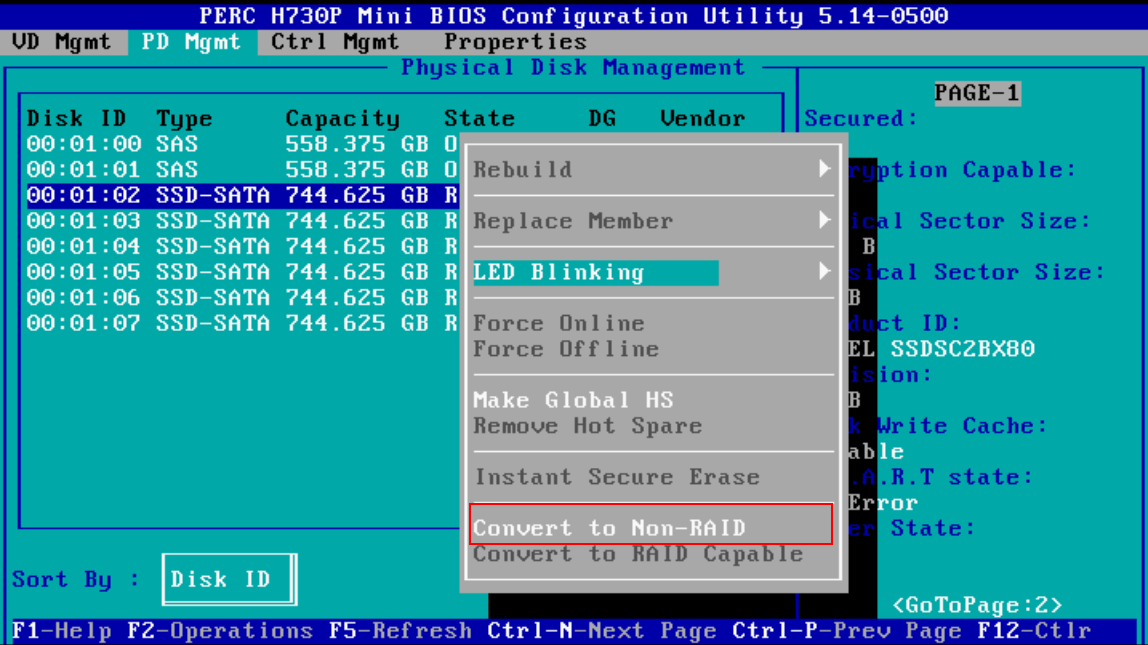 PERC H730P Mini BIOS Configuration Utility 5.14-0500
VD Mgmt PD Mgmt Ctrl Mgmt Properties
Physical Disk Management
PAGE-1
Disk ID Type Capacity State DG Vendor
00:01:00 SAS 558.375 GB O
00:01:01 SAS 558.375 GB O
00:01:02 SSD-SATA 744.625 GB R
00:01:03 SSD-SATA 744.625 GB R
00:01:04 SSD-SATA 744.625 GB R
00:01:05 SSD-SATA 744.625 GB R
00:01:06 SSD-SATA 744.625 GB R
00:01:07 SSD-SATA 744.625 GB R
Rebuild
Replace Member
LED Blinking
Force Online
Force Offline
Make Global HS
Remove Hot Spare
Instant Secure Erase
Convert to Non-RAID
Convert to RAID Capable
Secured:
ryption Capable:
ical Sector Size:
B
sical Sector Size:
B
duct ID:
EL SSDSC2BX80
ision:
B
k Write Cache:
able
.A.R.T state:
Error
er State:
<GoToPage:2>
Sort By : Disk ID
F1-Help F2-Operations F5-Refresh Ctrl-N-Next Page Ctrl-P-Prev Page F12-Ctlr